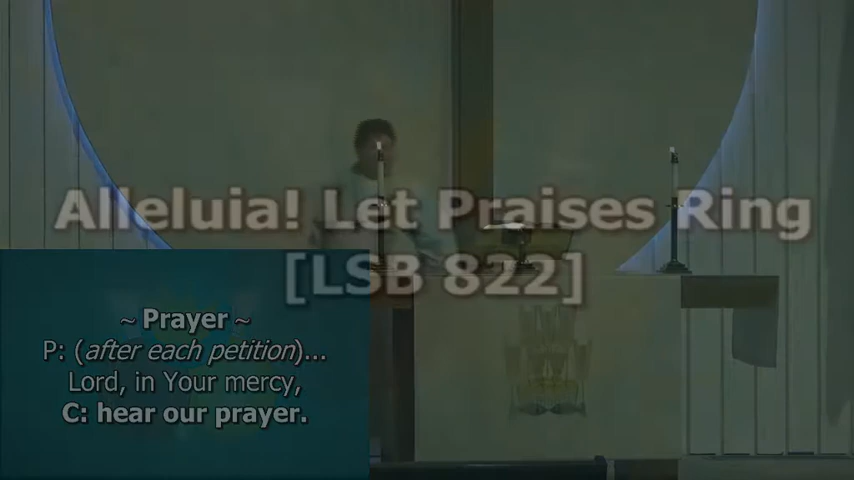 Alleluia! Let Praises Ring
[LSB 822]
~ Prayer ~
P: (after each petition)...
Lord, in Your mercy,
C: hear our prayer.